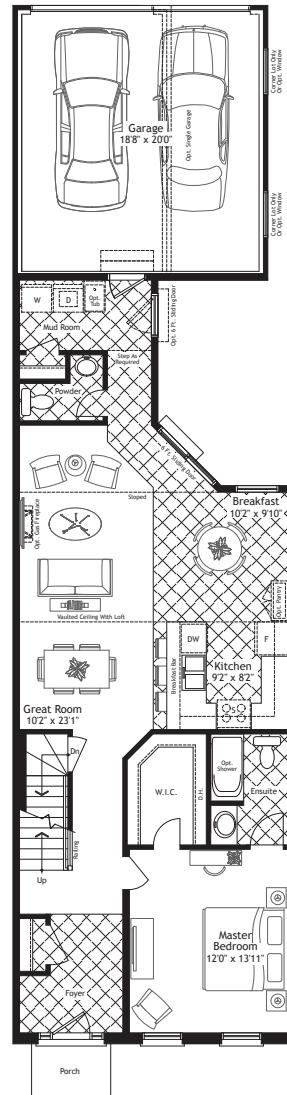 Garage
18'8" x 20'0"
Opt. Single Garage
Corner Lot Only
Or Opt. Window
Corner Lot Only
Or Opt. Window
W
D
Opt.
Tub
Mud Room
Opt. 6 Ft. Sliding Door
Step As
Required
Powder
6 Ft. Sliding Door
Sloped
Opt. Gas Fireplace
Breakfast
10'2" x 9'10"
Opt. Pantry
Vaulted Ceiling With Loft
DW
F
Breakfast Bar
Kitchen
9'2" x 8'2"
S
Great Room
10'2" x 23'1"
Dn
Railing
Up
W.I.C.
D.H.
Opt.
Shower
Ensuite
Master
Bedroom
12'0" x 13'11"
Foyer
Porch